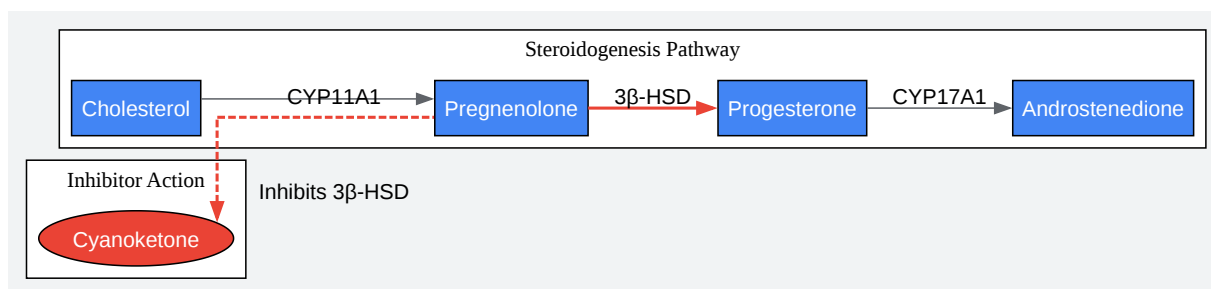 Steroidogenesis Pathway
Cholesterol
CYP11A1
Pregnenolone
3β-HSD
Progesterone
CYP17A1
Androstenedione
Inhibitor Action
Inhibits 3β-HSD
Cyanoketone